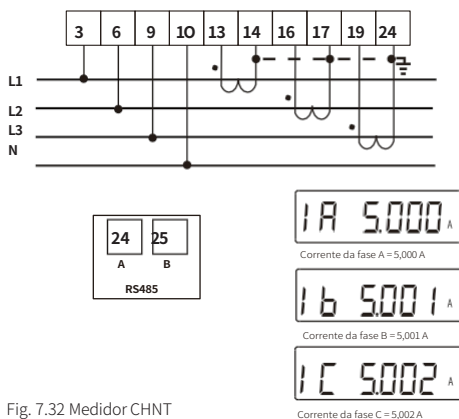 3 6 9 10 13 14 16 17 19 24
L1
L2
L3
N
24 25
A B
RS485
IA 5.000 A
Corrente da fase A = 5,000 A
Ib 5.001 A
Corrente da fase B = 5,001 A
IC 5.002 A
Corrente da fase C = 5,002 A
Fig. 7.32 Medidor CHNT